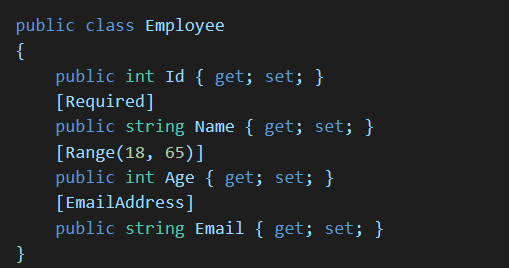 public class Employee
{
    public int Id { get; set; }
    [Required]
    public string Name { get; set; }
    [Range(18, 65)]
    public int Age { get; set; }
    [EmailAddress]
    public string Email { get; set; }
}